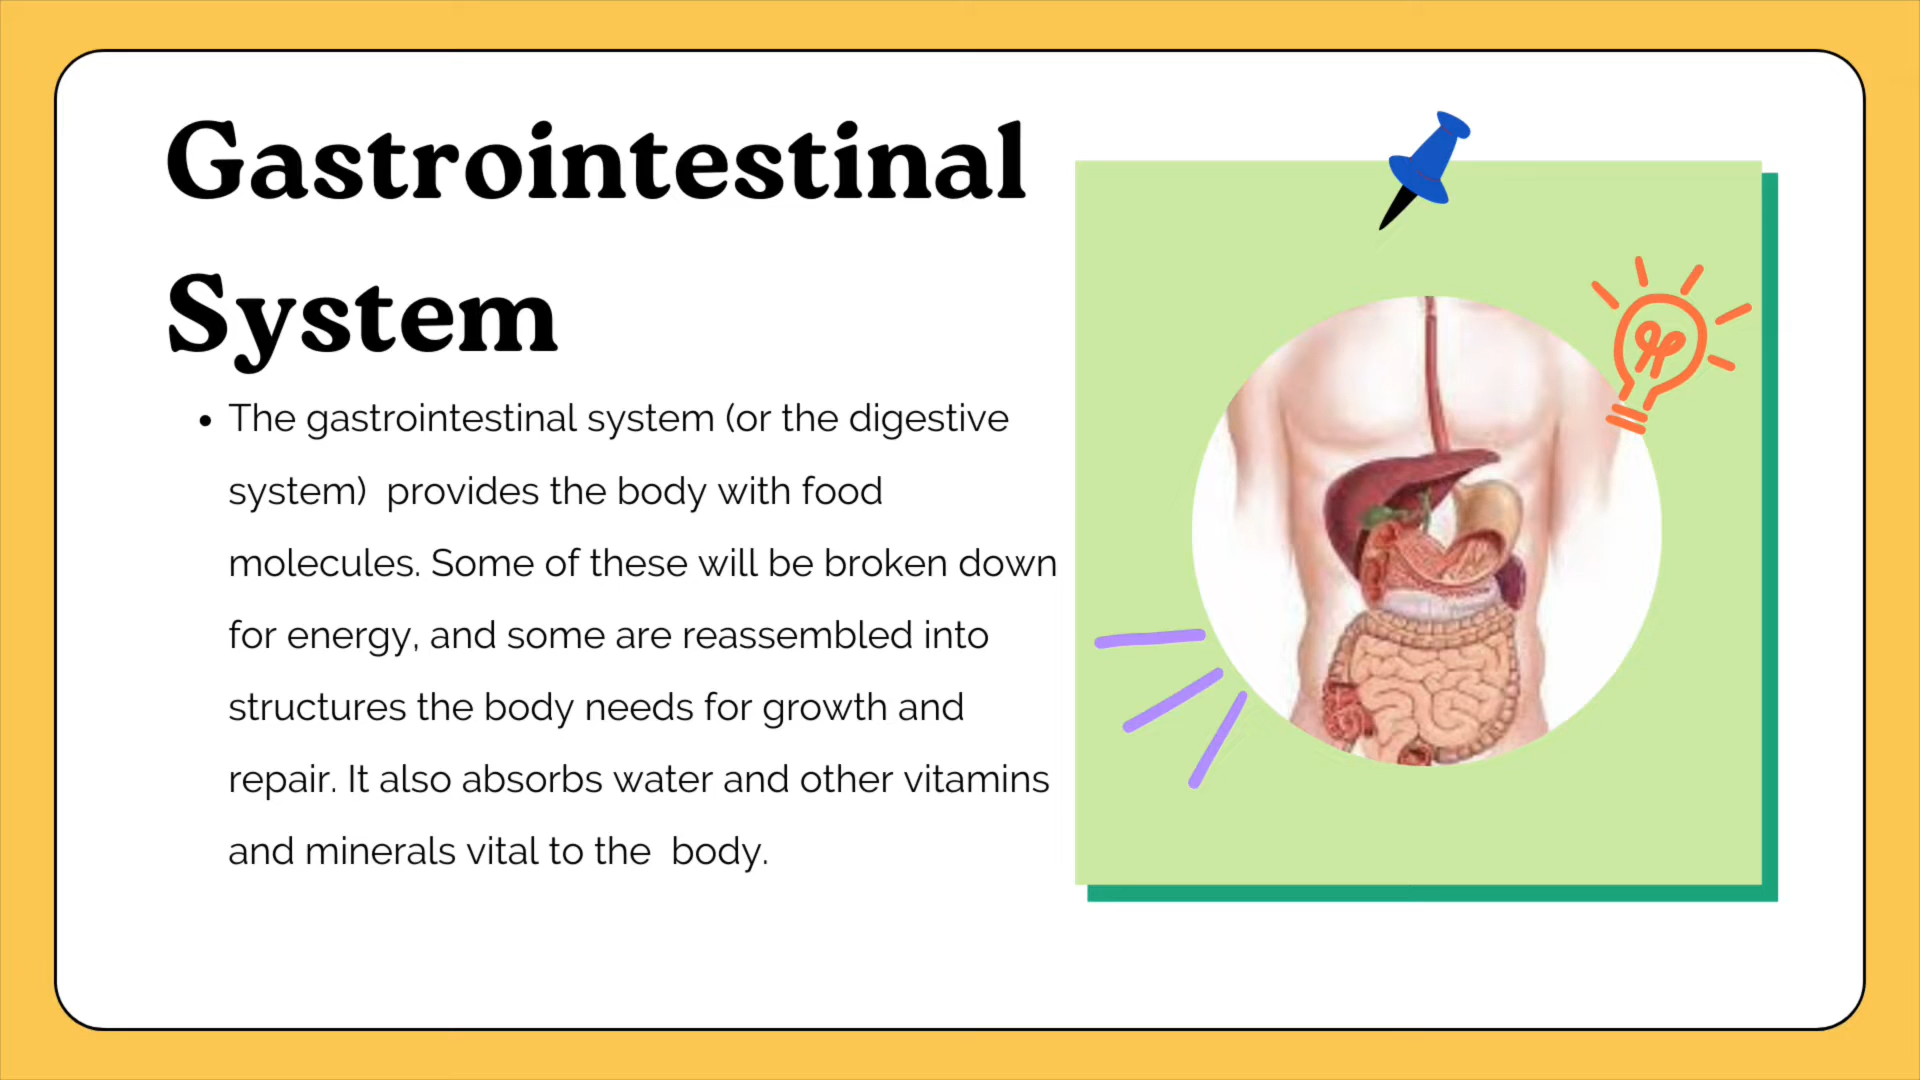 Gastrointestinal
System
• The gastrointestinal system (or the digestive
system)  provides the body with food
molecules. Some of these will be broken down
for energy, and some are reassembled into
structures the body needs for growth and
repair. It also absorbs water and other vitamins
and minerals vital to the  body.